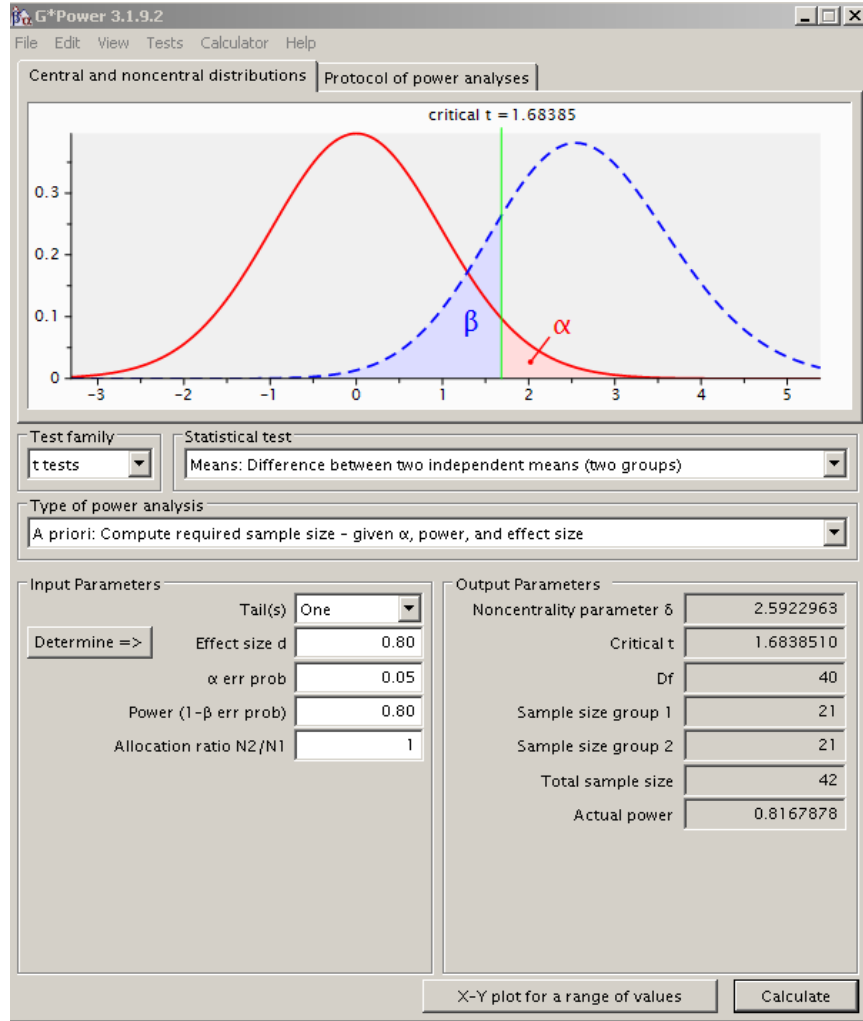 βα G*Power 3.1.9.2
File Edit View Tests Calculator Help
Central and noncentral distributions Protocol of power analyses
critical t = 1.68385
0.3
0.2
0.1
0
β
α
-3 -2 -1 0 1 2 3 4 5
Test family
t tests
Statistical test
Means: Difference between two independent means (two groups)
Type of power analysis
A priori: Compute required sample size - given α, power, and effect size
Input Parameters
Tail(s) One
Determine => Effect size d 0.80
α err prob 0.05
Power (1-β err prob) 0.80
Allocation ratio N2/N1 1
Output Parameters
Noncentrality parameter δ 2.5922963
Critical t 1.6838510
Df 40
Sample size group 1 21
Sample size group 2 21
Total sample size 42
Actual power 0.8167878
X-Y plot for a range of values Calculate